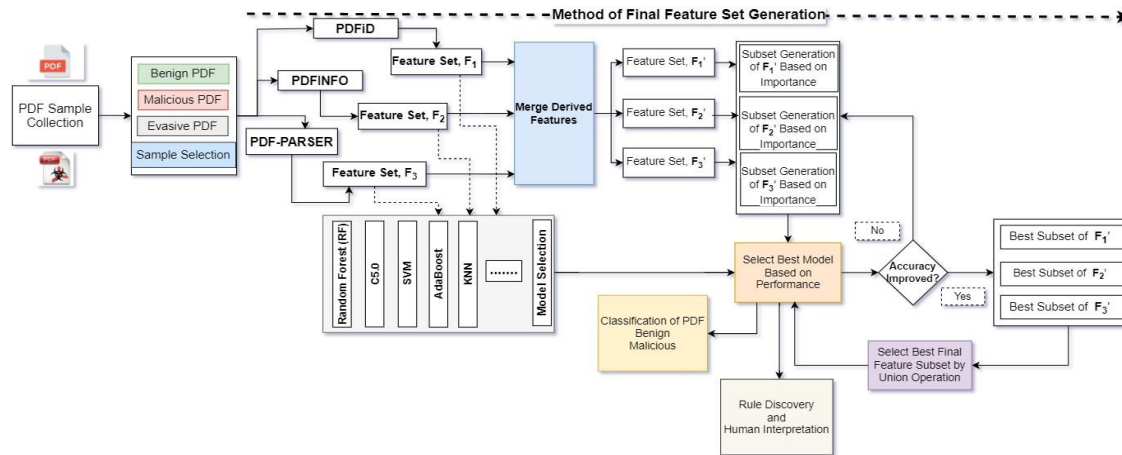 Method of Final Feature Set Generation
PDF
PDF Sample
Collection
PDF
Benign PDF
Malicious PDF
Evasive PDF
Sample Selection
PDFiD
PDFINFO
PDF-PARSER
Feature Set, F1
Feature Set, F2
Feature Set, F3
Merge Derived
Features
Feature Set, F1'
Feature Set, F2'
Feature Set, F3'
Subset Generation
of F1' Based on
Importance
Subset Generation
of F2' Based on
Importance
Subset Generation
of F3' Based on
Importance
Random Forest (RF)
C5.0
SVM
AdaBoost
KNN
.......
Model Selection
Select Best Model
Based on
Performance
No
Accuracy
Improved?
Yes
Best Subset of F1'
Best Subset of F2'
Best Subset of F3'
Select Best Final
Feature Subset by
Union Operation
Classification of PDF
Benign
Malicious
Rule Discovery
and
Human Interpretation